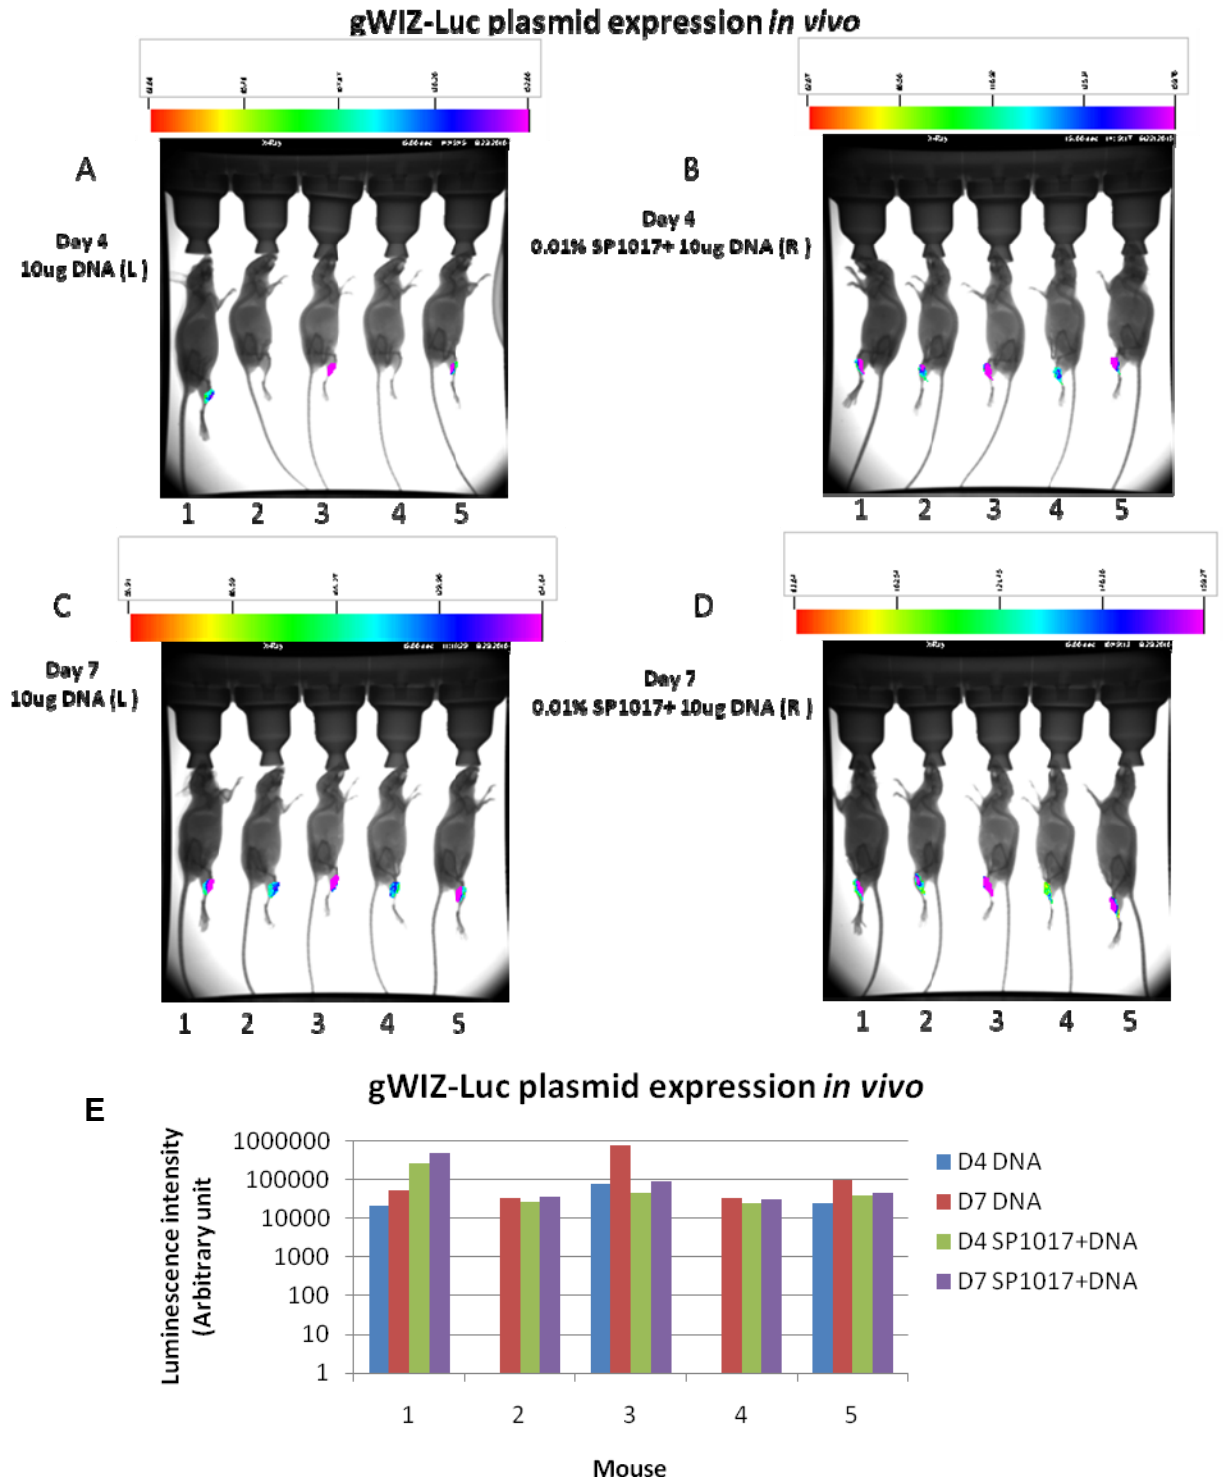 gWIZ-Luc plasmid expression in vivo
A
Day 4
10ug DNA (L )
X-Ray
1 2 3 4 5
B
Day 4
0.01% SP1017+ 10ug DNA (R )
X-Ray
1 2 3 4 5
C
Day 7
10ug DNA (L )
X-Ray
1 2 3 4 5
D
Day 7
0.01% SP1017+ 10ug DNA (R )
X-Ray
1 2 3 4 5
E
gWIZ-Luc plasmid expression in vivo
Luminescence intensity
(Arbitrary unit
1000000
100000
10000
1000
100
10
1
1 2 3 4 5
Mouse
D4 DNA
D7 DNA
D4 SP1017+DNA
D7 SP1017+DNA